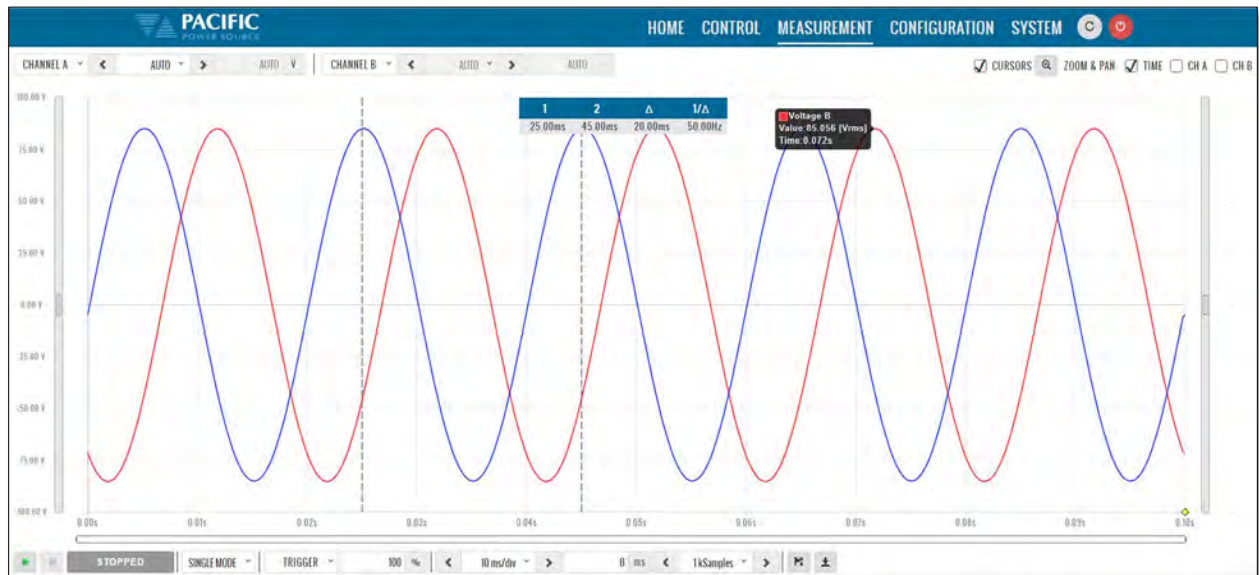 PACIFIC
POWER SOURCE
HOME CONTROL MEASUREMENT CONFIGURATION SYSTEM C
CHANNEL A < AUTO > AUTO V CHANNEL B < AUTO > AUTO CURSORS ZOOM & PAN TIME CH A CH B
100.00 V
1 2 Δ 1/Δ
25.00ms 45.00ms 20.00ms 50.00Hz
Voltage B
Value:85.056 [Vrms]
Time:0.072s
75.00 V
50.00 V
25.00 V
0.00 V
-25.00 V
-50.00 V
-75.00 V
-100.00 V
0.00s 0.01s 0.02s 0.03s 0.04s 0.05s 0.06s 0.07s 0.08s 0.09s 0.10s
STOPPED SINGLE MODE TRIGGER 100 % < 10 ms/div > 0 ms < 1 kSamples >